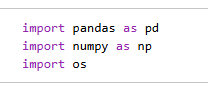 import pandas as pd
import numpy as np
import os